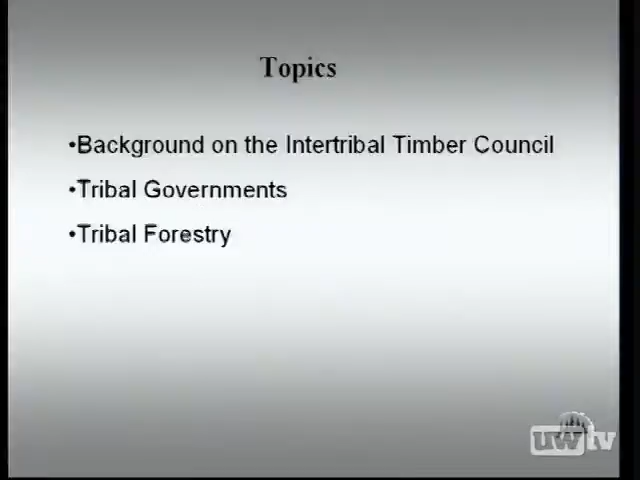 Topics
•Background on the Intertribal Timber Council
•Tribal Governments
•Tribal Forestry
uwtv